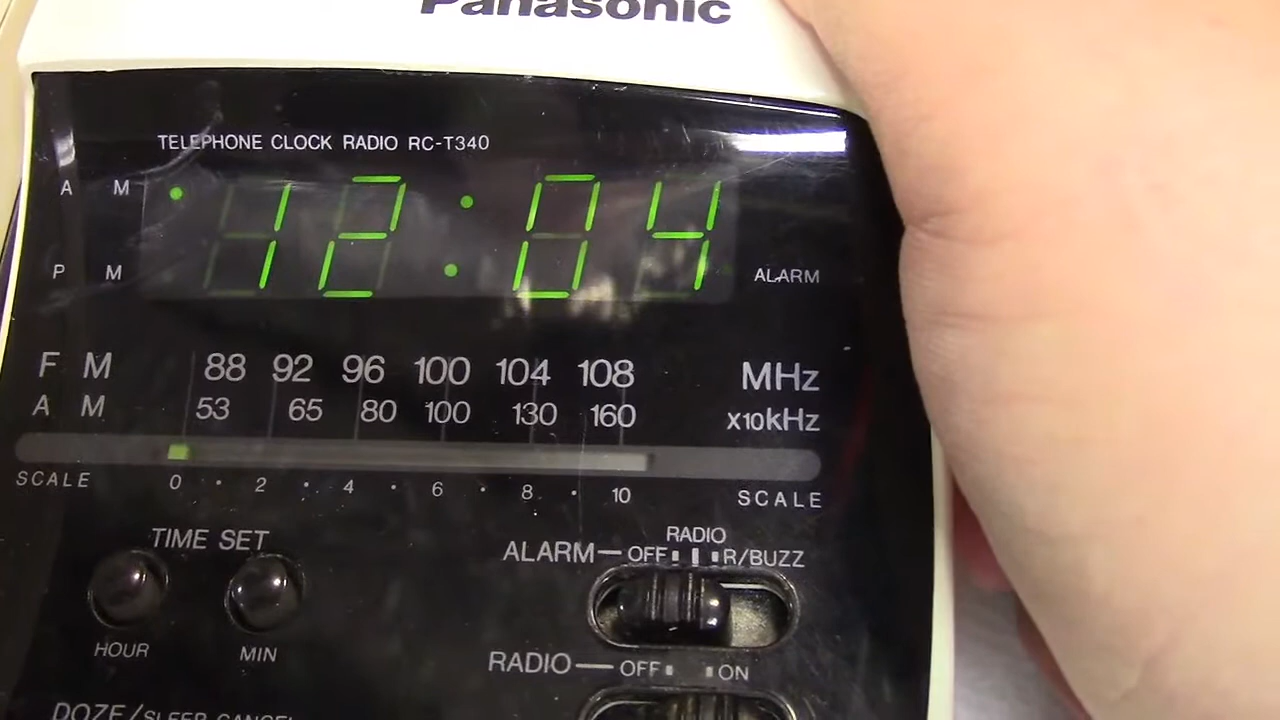 Panasonic
TELEPHONE CLOCK RADIO RC-T340
A M
12:04
P M
ALARM
F M 88 92 96 100 104 108 MHz
A M 53 65 80 100 130 160 x10kHz
SCALE 0 · 2 · 4 · 6 · 8 · 10 SCALE
TIME SET
RADIO
ALARM — OFF R/BUZZ
HOUR MIN
RADIO — OFF ON
DOZE/SLEEP CANCEL